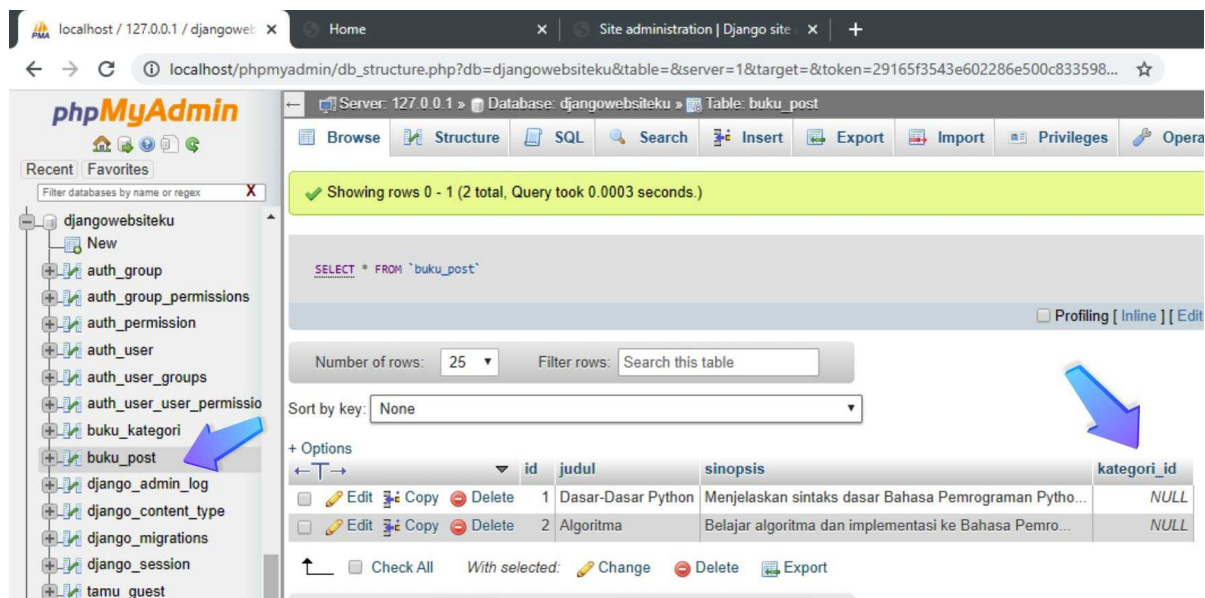 localhost / 127.0.0.1 / djangoweb
Home
Site administration | Django site
localhost/phpmyadmin/db_structure.php?db=djangowebsiteku&table=&server=1&target=&token=29165f3543e602286e500c833598...
phpMyAdmin
Recent Favorites
Filter databases by name or regex X
djangowebsiteku
New
auth_group
auth_group_permissions
auth_permission
auth_user
auth_user_groups
auth_user_user_permissio
buku_kategori
buku_post
django_admin_log
django_content_type
django_migrations
django_session
tamu_guest
Server: 127.0.0.1 » Database: djangowebsiteku » Table: buku_post
Browse Structure SQL Search Insert Export Import Privileges Opera
Showing rows 0 - 1 (2 total, Query took 0.0003 seconds.)
SELECT * FROM `buku_post`
Profiling [ Inline ] [ Edit
Number of rows: 25 Filter rows: Search this table
Sort by key: None
+ Options
id judul sinopsis kategori_id
Edit Copy Delete 1 Dasar-Dasar Python Menjelaskan sintaks dasar Bahasa Pemrograman Pytho... NULL
Edit Copy Delete 2 Algoritma Belajar algoritma dan implementasi ke Bahasa Pemro... NULL
Check All With selected: Change Delete Export